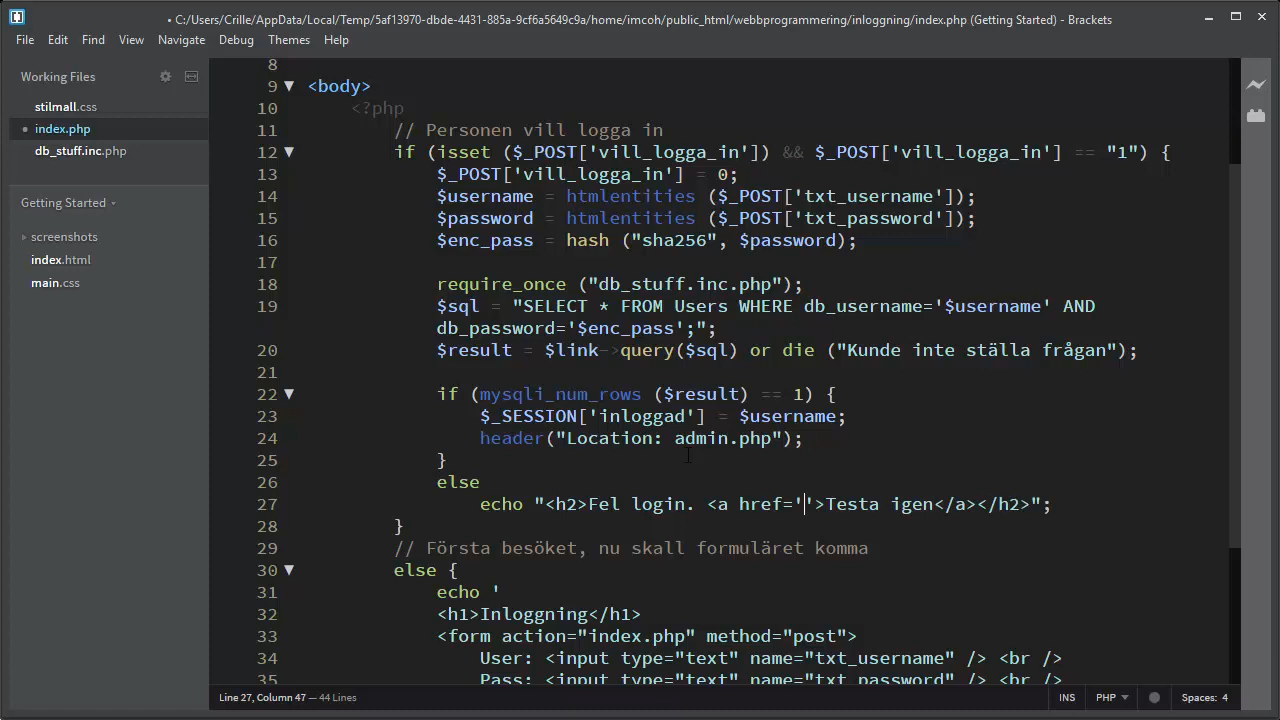 • C:/Users/Crille/AppData/Local/Temp/5af13970-dbde-4431-885a-9cf6a5649c9a/home/imcoh/public_html/webbprogrammering/inloggning/index.php (Getting Started) - Brackets
File Edit Find View Navigate Debug Themes Help
Working Files
stilmall.css
index.php
db_stuff.inc.php
Getting Started
screenshots
index.html
main.css
8
9 <body>
10 <?php
11 // Personen vill logga in
12 if (isset ($_POST['vill_logga_in']) && $_POST['vill_logga_in'] == "1") {
13 $_POST['vill_logga_in'] = 0;
14 $username = htmlentities ($_POST['txt_username']);
15 $password = htmlentities ($_POST['txt_password']);
16 $enc_pass = hash ("sha256", $password);
17
18 require_once ("db_stuff.inc.php");
19 $sql = "SELECT * FROM Users WHERE db_username='$username' AND
db_password='$enc_pass';";
20 $result = $link->query($sql) or die ("Kunde inte ställa frågan");
21
22 if (mysqli_num_rows ($result) == 1) {
23 $_SESSION['inloggad'] = $username;
24 header("Location: admin.php");
25 }
26 else
27 echo "<h2>Fel login. <a href=''>Testa igen</a></h2>";
28 }
29 // Första besöket, nu skall formuläret komma
30 else {
31 echo '
32 <h1>Inloggning</h1>
33 <form action="index.php" method="post">
34 User: <input type="text" name="txt_username" /> <br />
35 Pass: <input type="text" name="txt_password" /> <br />
Line 27, Column 47 — 44 Lines
INS PHP Spaces: 4